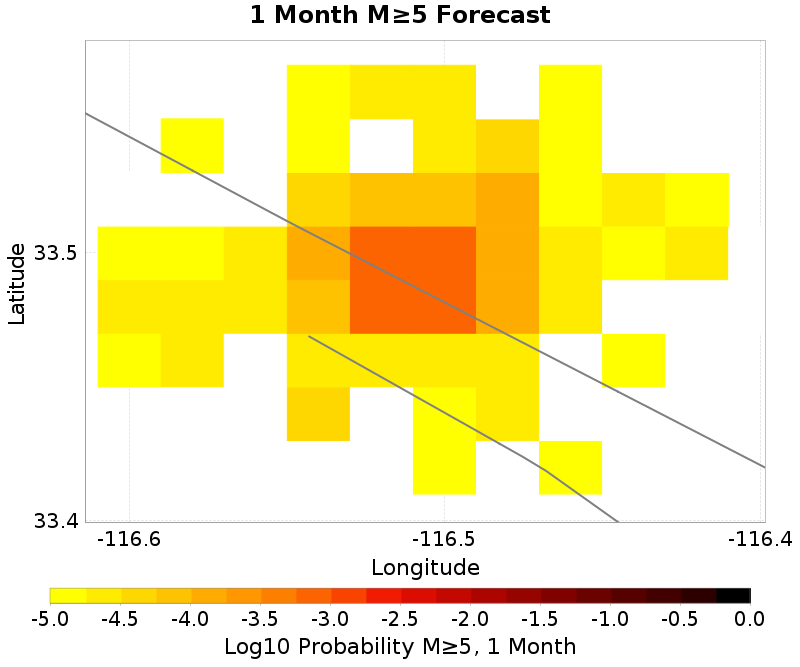 1 Month M≥5 Forecast
Latitude
33.5
33.4
-116.6 -116.5 -116.4
Longitude
-5.0 -4.5 -4.0 -3.5 -3.0 -2.5 -2.0 -1.5 -1.0 -0.5 0.0
Log10 Probability M≥5, 1 Month